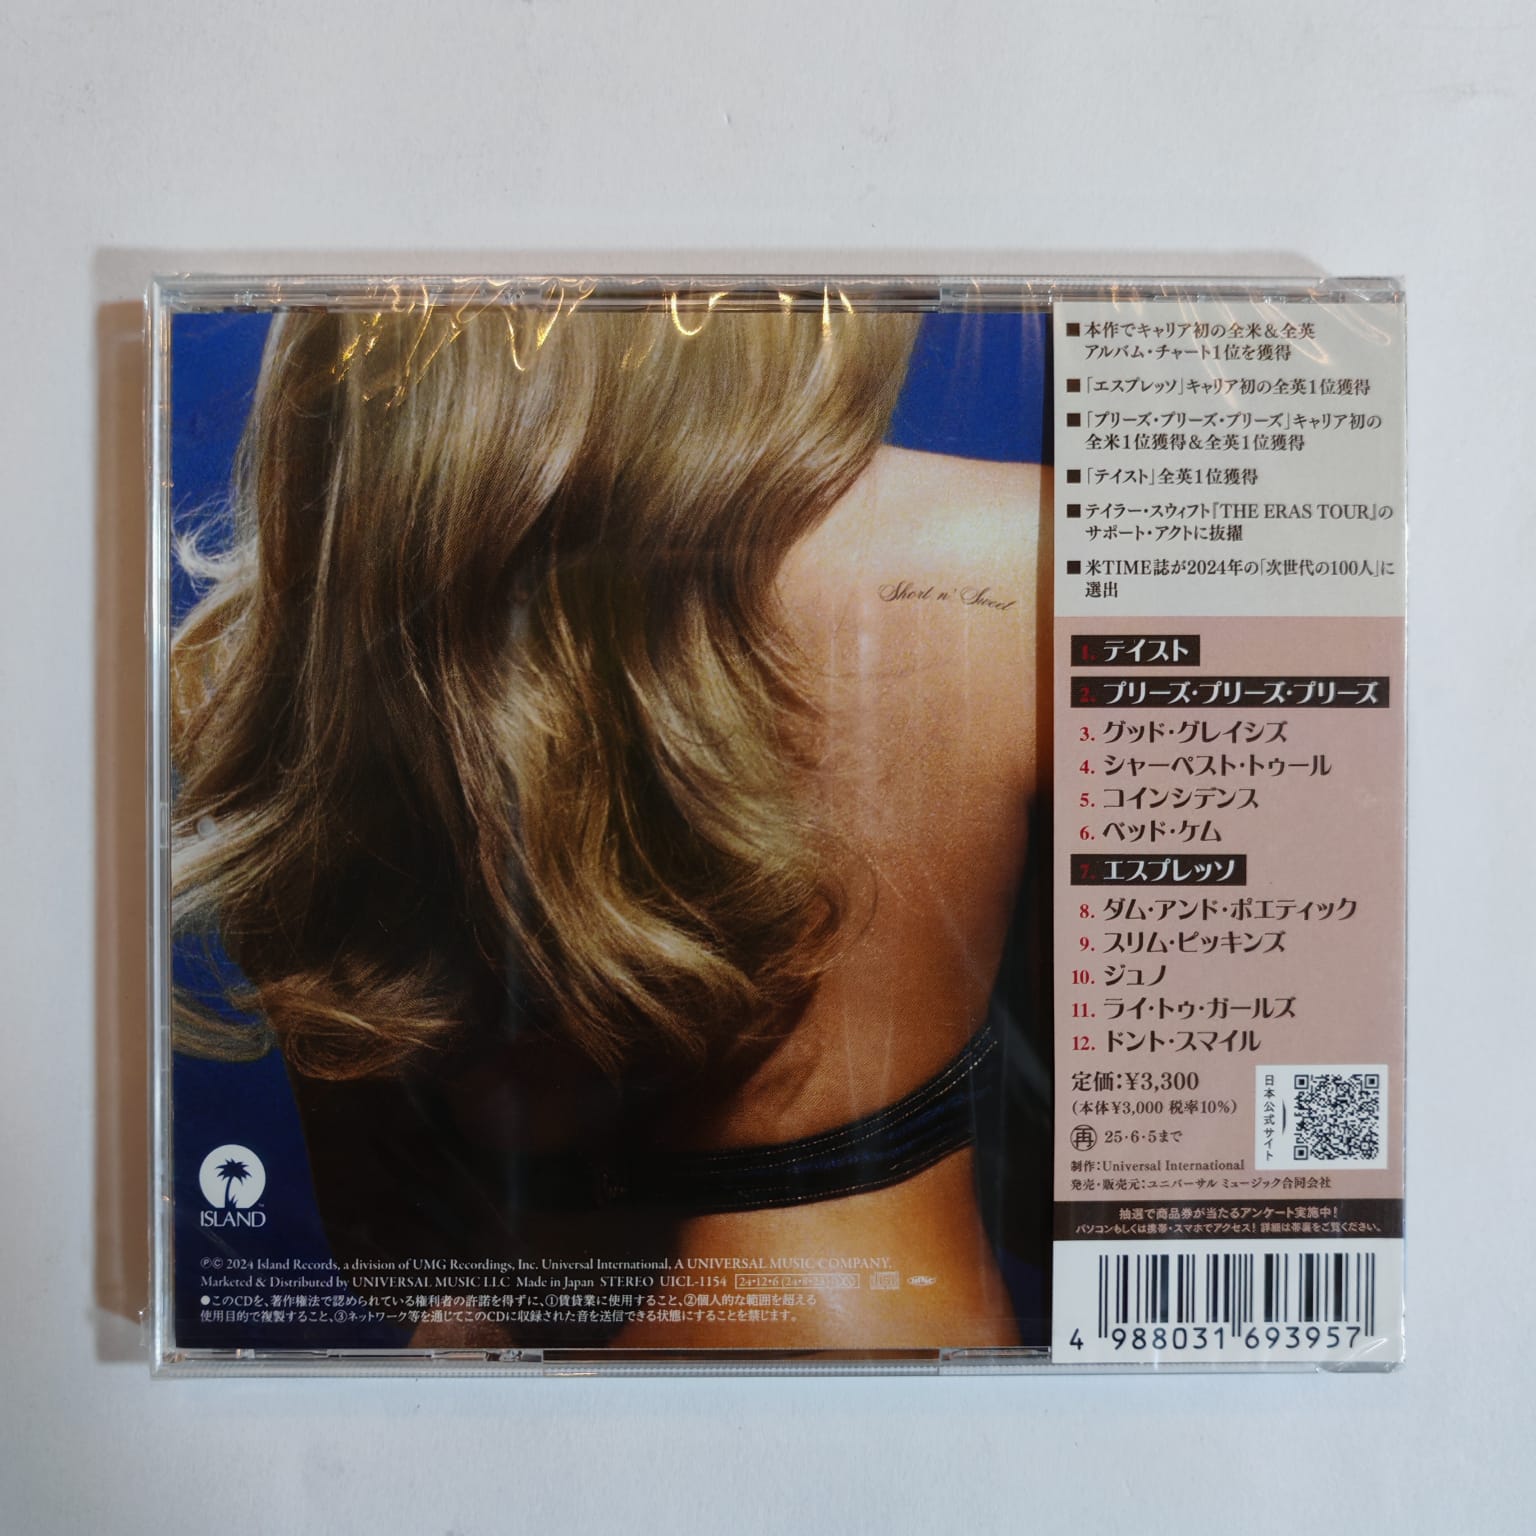 Short n' Sweet
ISLAND
℗© 2024 Island Records, a division of UMG Recordings, Inc. Universal International, A UNIVERSAL MUSIC COMPANY.
Marketed & Distributed by UNIVERSAL MUSIC LLC Made in Japan STEREO UICL-1154 24・12・6
●このCDを、著作権法で認められている権利者の許諾を得ずに、①賃貸業に使用すること、②個人的な範囲を超える
使用目的で複製すること、③ネットワーク等を通じてこのCDに収録された音を送信できる状態にすることを禁じます。
■本作でキャリア初の全米&全英
アルバム・チャート1位を獲得
■「エスプレッソ」キャリア初の全英1位獲得
■「プリーズ・プリーズ・プリーズ」キャリア初の
全米1位獲得&全英1位獲得
■「テイスト」全英1位獲得
■テイラー・スウィフト『THE ERAS TOUR』の
サポート・アクトに抜擢
■米TIME誌が2024年の「次世代の100人」に
選出
1. テイスト
2. プリーズ・プリーズ・プリーズ
3. グッド・グレイシズ
4. シャーペスト・トゥール
5. コインシデンス
6. ベッド・ケム
7. エスプレッソ
8. ダム・アンド・ポエティック
9. スリム・ピッキンズ
10. ジュノ
11. ライ・トゥ・ガールズ
12. ドント・スマイル
定価:¥3,300
(本体¥3,000 税率10%)
再 25・6・5まで
日本公式サイト
制作:Universal International
発売・販売元:ユニバーサル ミュージック合同会社
抽選で商品券が当たるアンケート実施中!
パソコンもしくは携帯・スマホでアクセス! 詳細は帯裏をご覧ください。
4 988031 693957